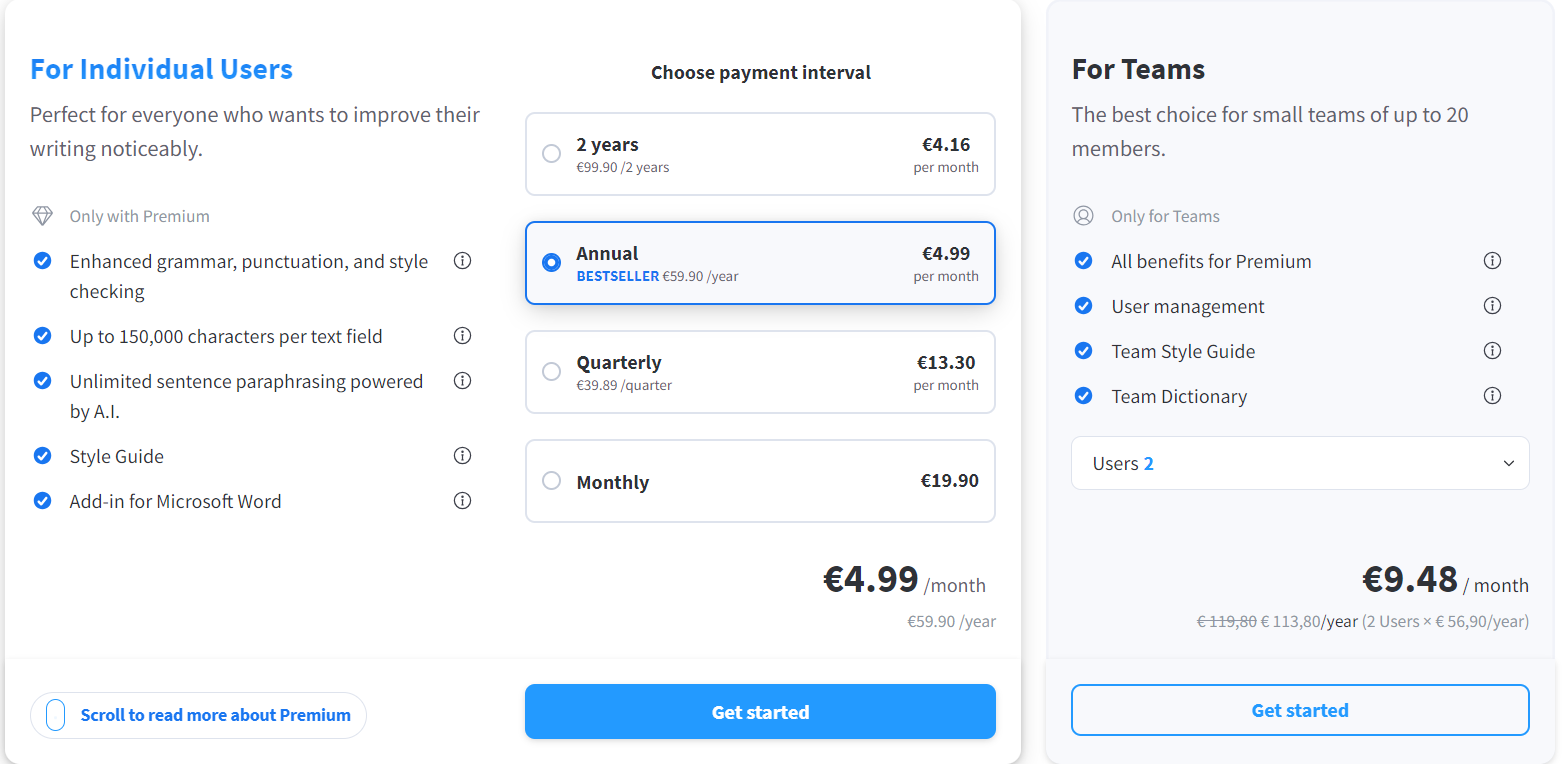 For Individual Users
Perfect for everyone who wants to improve their
writing noticeably.
Only with Premium
Enhanced grammar, punctuation, and style
checking
Up to 150,000 characters per text field
Unlimited sentence paraphrasing powered
by A.I.
Style Guide
Add-in for Microsoft Word
Scroll to read more about Premium
Choose payment interval
2 years €4.16
€99.90 /2 years per month
Annual €4.99
BESTSELLER €59.90 /year per month
Quarterly €13.30
€39.89 /quarter per month
Monthly €19.90
€4.99 /month
€59.90 /year
Get started
For Teams
The best choice for small teams of up to 20
members.
Only for Teams
All benefits for Premium
User management
Team Style Guide
Team Dictionary
Users 2
€9.48 / month
€ 119,80 € 113,80/year (2 Users × € 56,90/year)
Get started